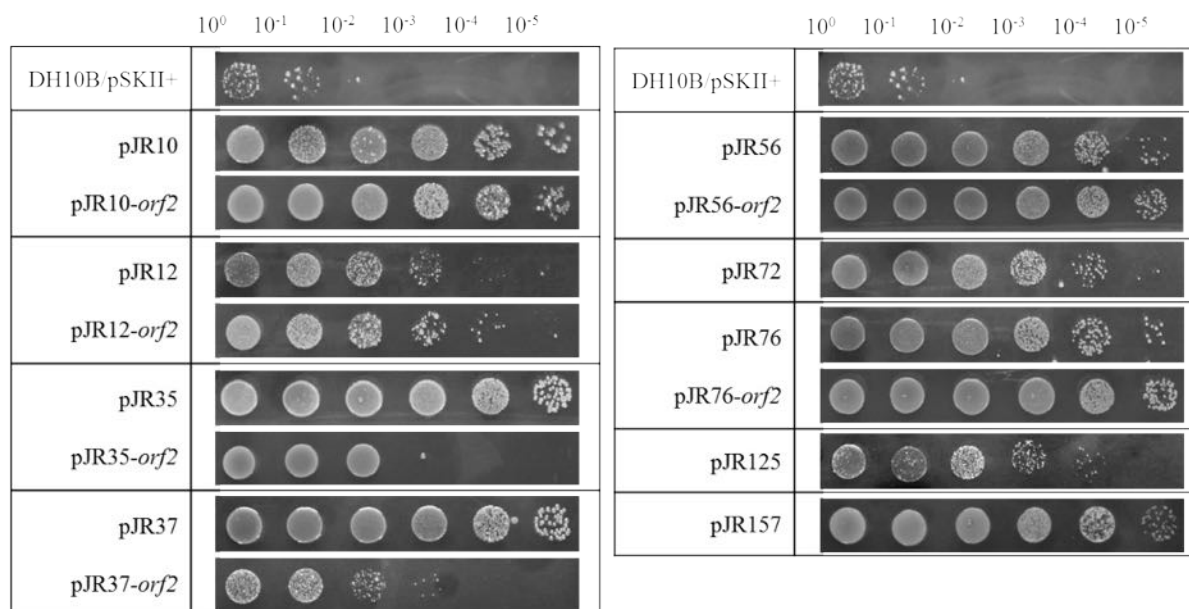 10⁰ 10⁻¹ 10⁻² 10⁻³ 10⁻⁴ 10⁻⁵
DH10B/pSKII+
pJR10
pJR10-orf2
pJR12
pJR12-orf2
pJR35
pJR35-orf2
pJR37
pJR37-orf2
10⁰ 10⁻¹ 10⁻² 10⁻³ 10⁻⁴ 10⁻⁵
DH10B/pSKII+
pJR56
pJR56-orf2
pJR72
pJR76
pJR76-orf2
pJR125
pJR157